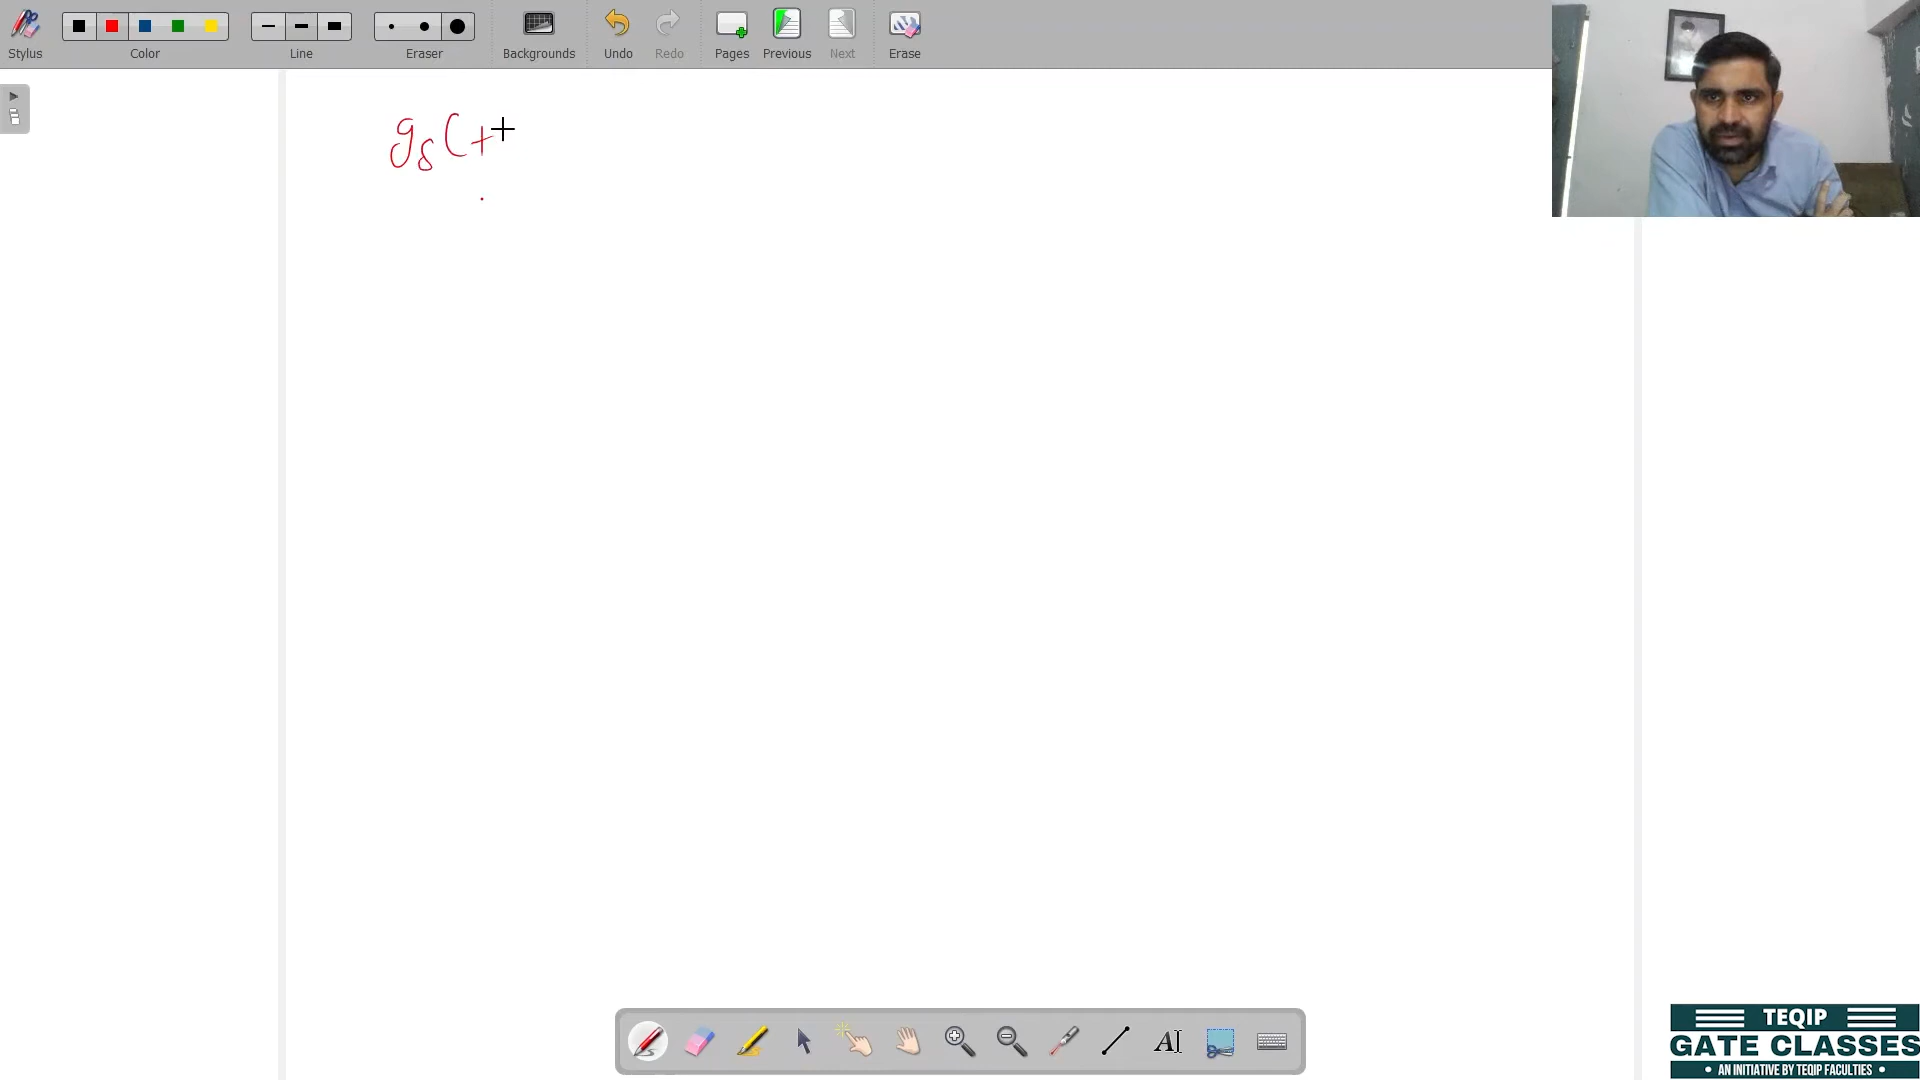 Stylus Color Line Eraser Backgrounds Undo Redo Pages Previous Next Erase
g_δ(t
A
TEQIP
GATE CLASSES
• AN INITIATIVE BY TEQIP FACULTIES •